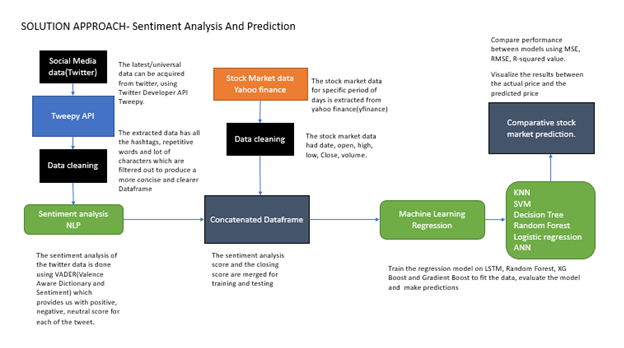 SOLUTION APPROACH- Sentiment Analysis And Prediction
Social Media
data(Twitter)
The latest/universal
data can be acquired
from twitter, using
Twitter Developer API
Tweepy.
Tweepy API
The extracted data has all
the hashtags, repetitive
words and lot of
characters which are
filtered out to produce a
more concise and clearer
Dataframe
Data cleaning
Sentiment analysis
NLP
The sentiment analysis of
the twitter data is done
using VADER(Valence
Aware Dictionary and
Sentiment) which
provides us with positive,
negative, neutral score for
each of the tweet.
Stock Market data
Yahoo finance
The stock market data
for specific period of
days is extracted from
yahoo finance(yfinance)
Data cleaning
The stock market data
had date, open, high,
low, Close, volume.
Concatenated Dataframe
The sentiment analysis
score and the closing
score are merged for
training and testing
Machine Learning
Regression
Train the regression model on LSTM, Random Forest, XG
Boost and Gradient Boost to fit the data, evaluate the model
and make predictions
KNN
SVM
Decision Tree
Random Forest
Logistic regression
ANN
Comparative stock
market prediction.
Compare performance
between models using MSE,
RMSE, R-squared value.
Visualize the results between
the actual price and the
predicted price